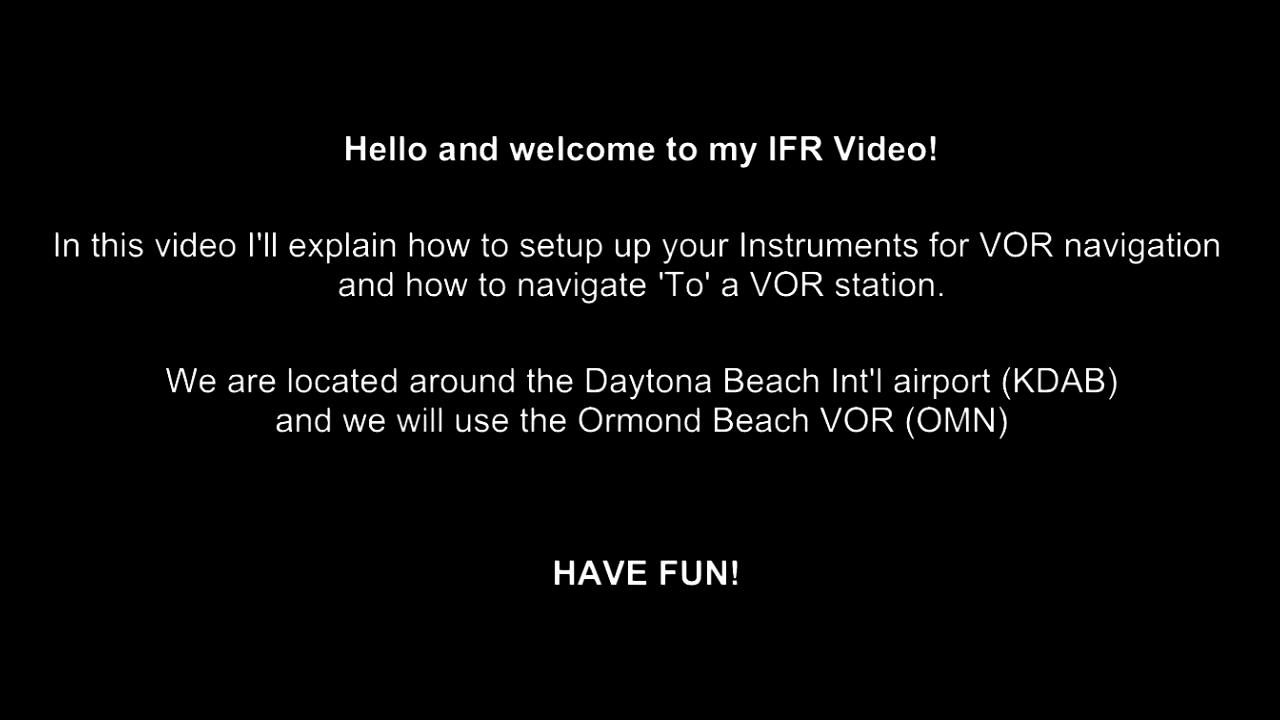 Hello and welcome to my IFR Video!
In this video I'll explain how to setup up your Instruments for VOR navigation
and how to navigate 'To' a VOR station.
We are located around the Daytona Beach Int'l airport (KDAB)
and we will use the Ormond Beach VOR (OMN)
HAVE FUN!